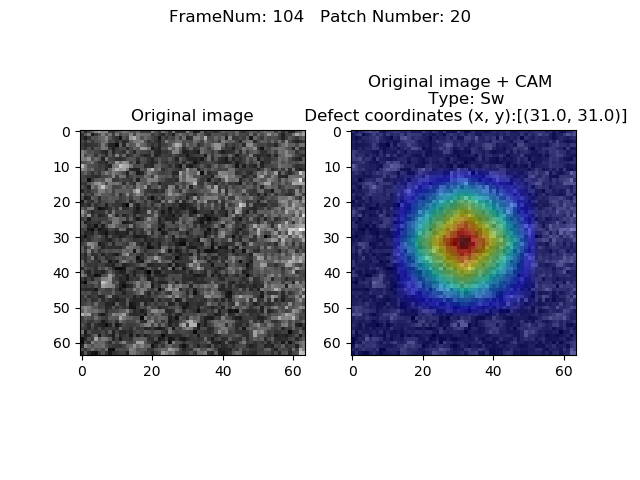 FrameNum: 104   Patch Number: 20
Original image
Original image + CAM
Type: Sw
Defect coordinates (x, y):[(31.0, 31.0)]
0
10
20
30
40
50
60
0 20 40 60
0
10
20
30
40
50
60
0 20 40 60